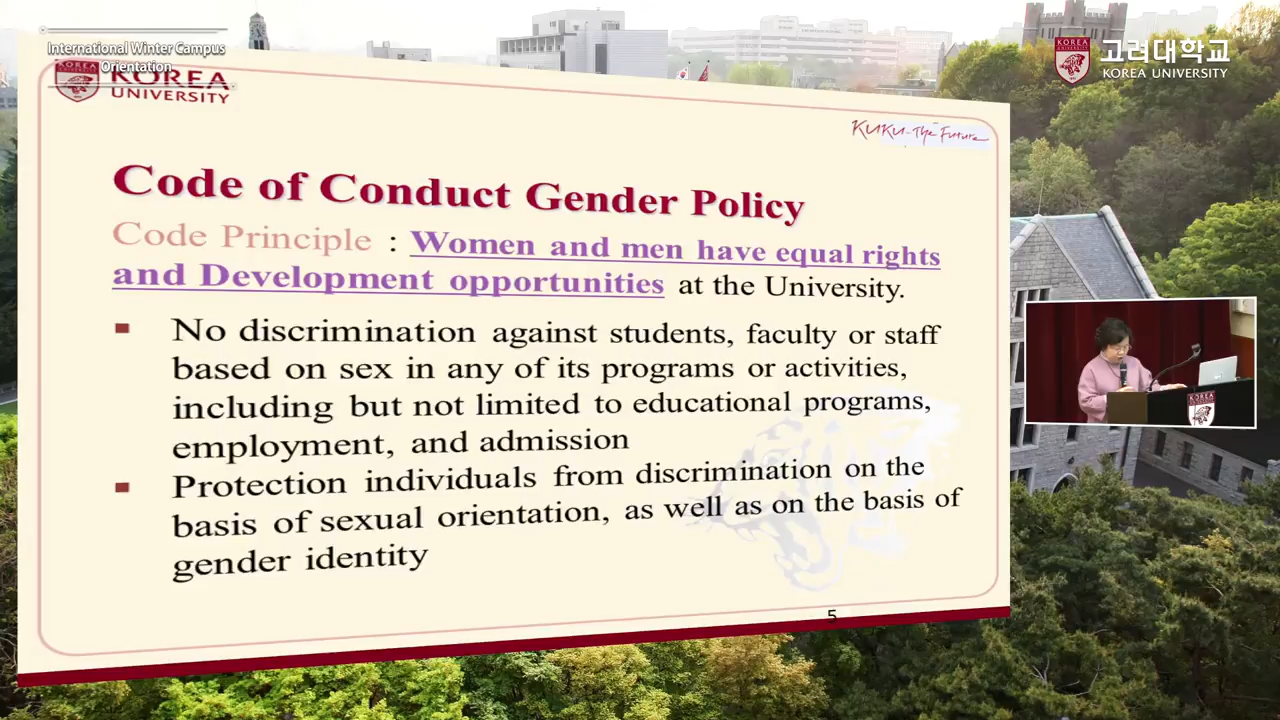 International Winter Campus
Orientation
KOREA
UNIVERSITY
KOREA
고려대학교
KOREA UNIVERSITY
KUKU-The Future
Code of Conduct Gender Policy
Code Principle : Women and men have equal rights
and Development opportunities at the University.
▪ No discrimination against students, faculty or staff
based on sex in any of its programs or activities,
including but not limited to educational programs,
employment, and admission
▪ Protection individuals from discrimination on the
basis of sexual orientation, as well as on the basis of
gender identity
5
KOREA